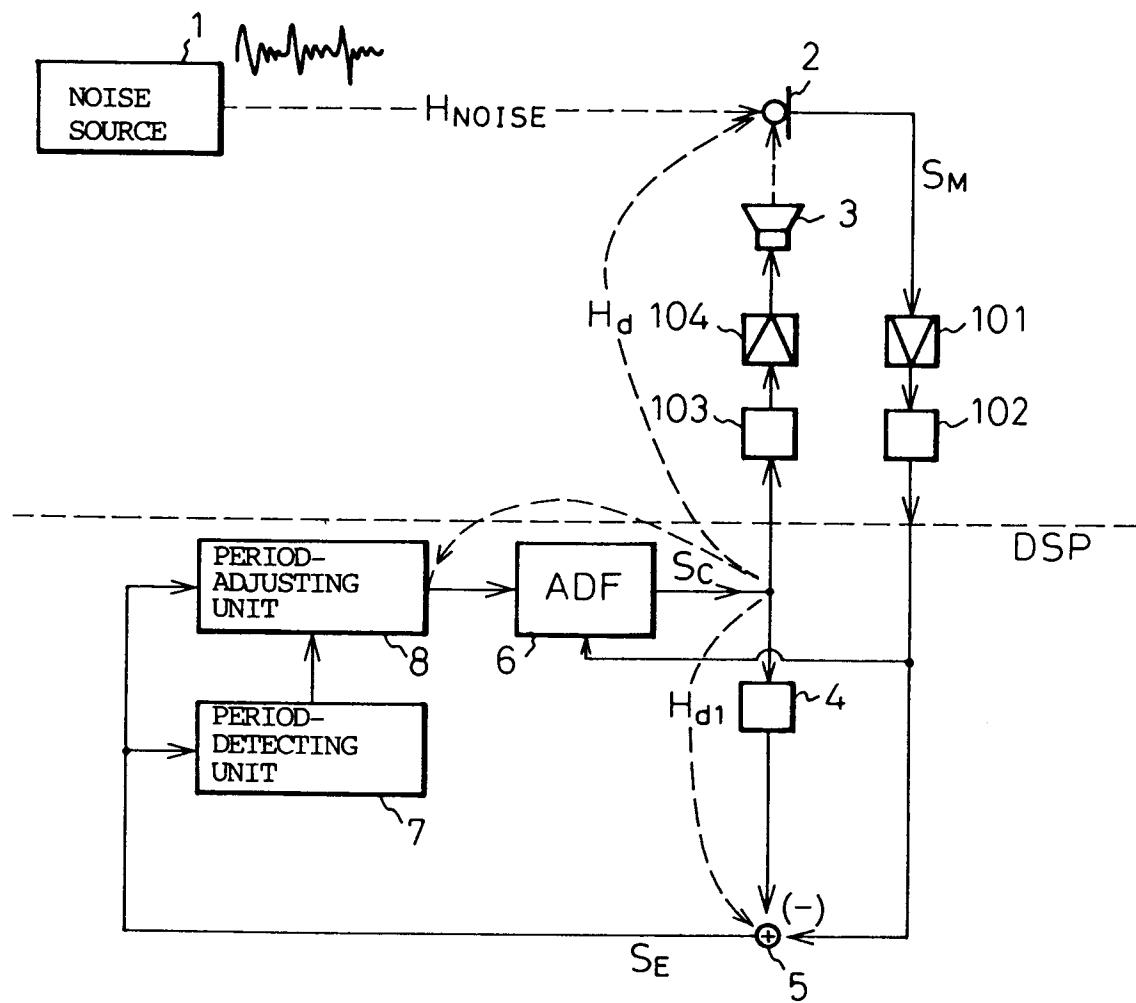 1
2
NOISE
SOURCE
HNOISE
SM
3
Hd
104
101
103
102
DSP
PERIOD-
ADJUSTING
UNIT
ADF
SC
8
6
Hd1
4
PERIOD-
DETECTING
UNIT
7
(-)
+
SE
5